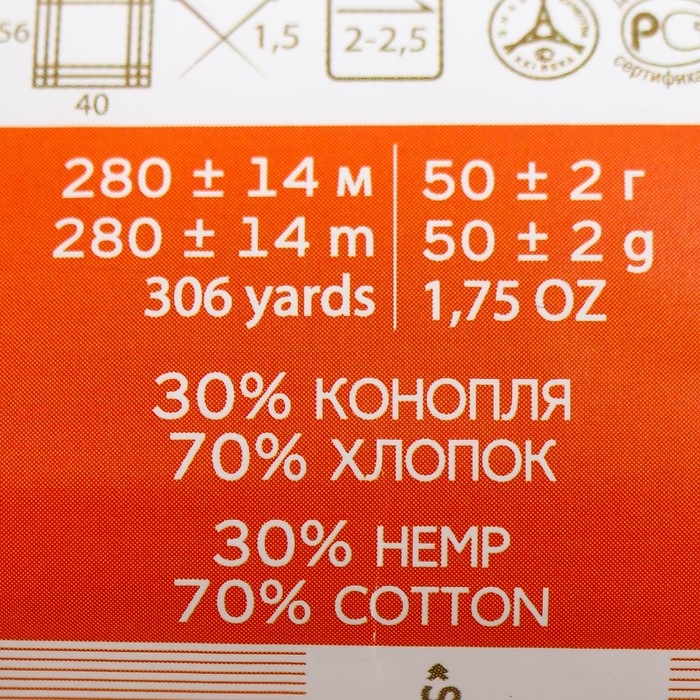 56
40
1,5
2-2,5
РС
280 ± 14 м
50 ± 2 г
280 ± 14 m
50 ± 2 g
306 yards
1,75 OZ
30% КОНОПЛЯ
70% ХЛОПОК
30% HEMP
70% COTTON